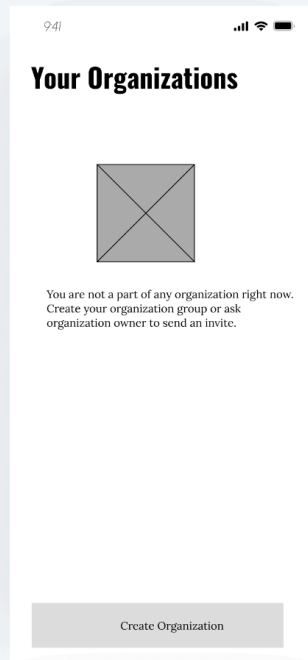 9:41
Your Organizations
You are not a part of any organization right now.
Create your organization group or ask
organization owner to send an invite.
Create Organization